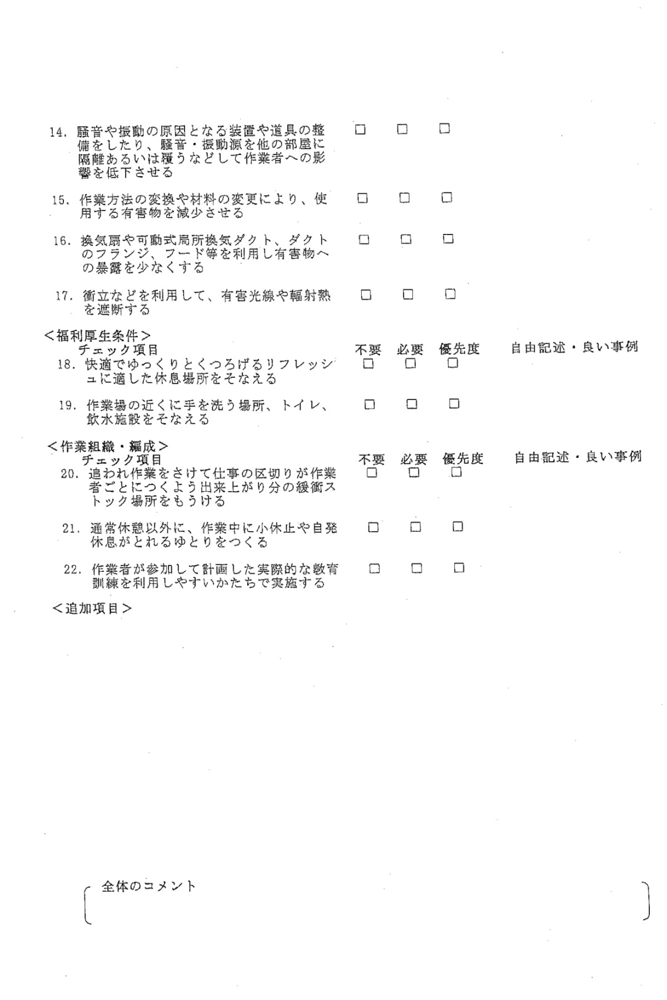 14. 騒音や振動の原因となる装置や道具の整 □ □ □
備をしたり、騒音・振動源を他の部屋に
隔離あるいは覆うなどして作業者への影
響を低下させる
15. 作業方法の変換や材料の変更により、使 □ □ □
用する有害物を減少させる
16. 換気扇や可動式局所換気ダクト、ダクト □ □ □
のフランジ、フード等を利用し有害物へ
の暴露を少なくする
17. 衝立などを利用して、有害光線や輻射熱 □ □ □
を遮断する
＜福利厚生条件＞
チェック項目 不要 必要 優先度 自由記述・良い事例
18. 快適でゆっくりとくつろげるリフレッシ □ □ □
ュに適した休息場所をそなえる
19. 作業場の近くに手を洗う場所、トイレ、 □ □ □
飲水施設をそなえる
＜作業組織・編成＞
チェック項目 不要 必要 優先度 自由記述・良い事例
20. 追われ作業をさけて仕事の区切りが作業 □ □ □
者ごとにつくよう出来上がり分の緩衝ス
トック場所をもうける
21. 通常休憩以外に、作業中に小休止や自発 □ □ □
休息がとれるゆとりをつくる
22. 作業者が参加して計画した実際的な教育 □ □ □
訓練を利用しやすいかたちで実施する
＜追加項目＞
全体のコメント